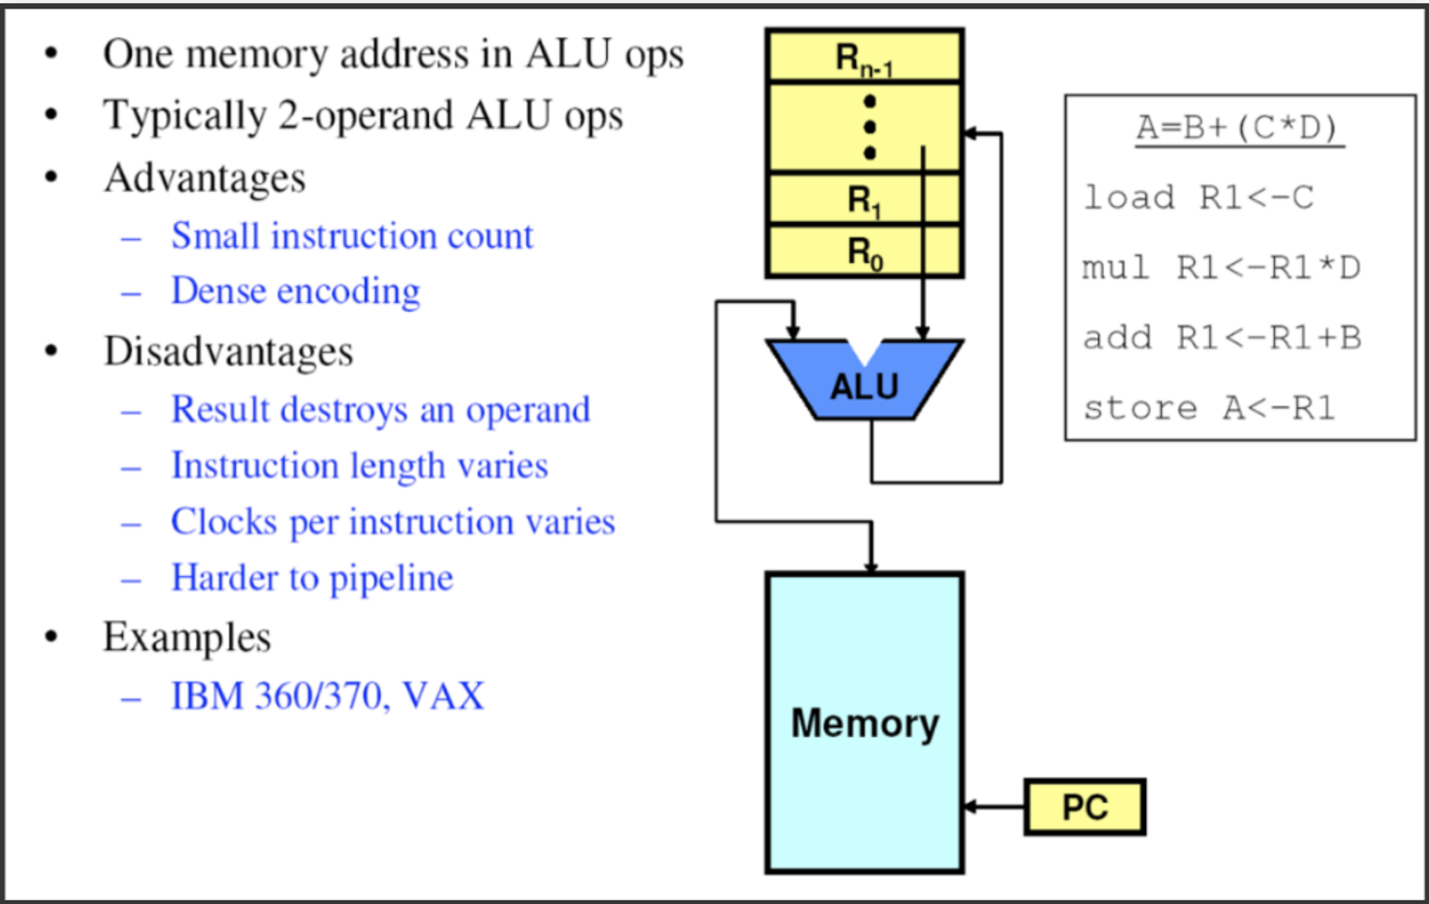 • One memory address in ALU ops
• Typically 2-operand ALU ops
• Advantages
– Small instruction count
– Dense encoding
• Disadvantages
– Result destroys an operand
– Instruction length varies
– Clocks per instruction varies
– Harder to pipeline
• Examples
– IBM 360/370, VAX
Rn-1
R1
R0
ALU
Memory
PC
A=B+(C*D)
load R1<-C
mul R1<-R1*D
add R1<-R1+B
store A<-R1